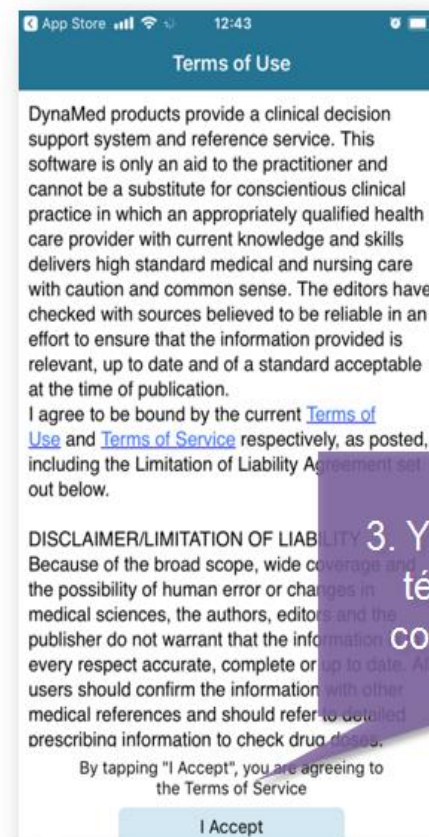 App Store 12:43
Terms of Use
DynaMed products provide a clinical decision
support system and reference service. This
software is only an aid to the practitioner and
cannot be a substitute for conscientious clinical
practice in which an appropriately qualified health
care provider with current knowledge and skills
delivers high standard medical and nursing care
with caution and common sense. The editors have
checked with sources believed to be reliable in an
effort to ensure that the information provided is
relevant, up to date and of a standard acceptable
at the time of publication.
I agree to be bound by the current Terms of
Use and Terms of Service respectively, as posted,
including the Limitation of Liability Agreement set
out below.
DISCLAIMER/LIMITATION OF LIABILITY
Because of the broad scope, wide coverage and
the possibility of human error or changes in
medical sciences, the authors, editors and the
publisher do not warrant that the information
every respect accurate, complete or up to date. All
users should confirm the information with other
medical references and should refer to detailed
prescribing information to check drug doses.
By tapping "I Accept", you are agreeing to
the Terms of Service
I Accept
3. Y
té
co